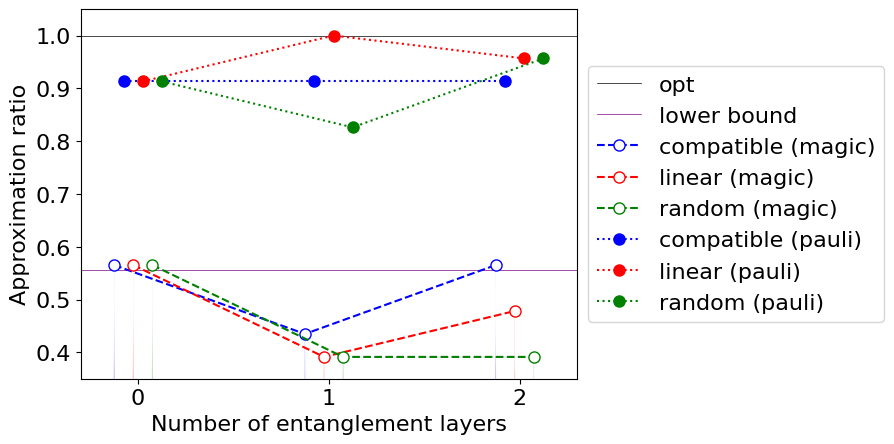 1.0
0.9
0.8
0.7
0.6
0.5
0.4
Approximation ratio
0
1
2
Number of entanglement layers
opt
lower bound
compatible (magic)
linear (magic)
random (magic)
compatible (pauli)
linear (pauli)
random (pauli)